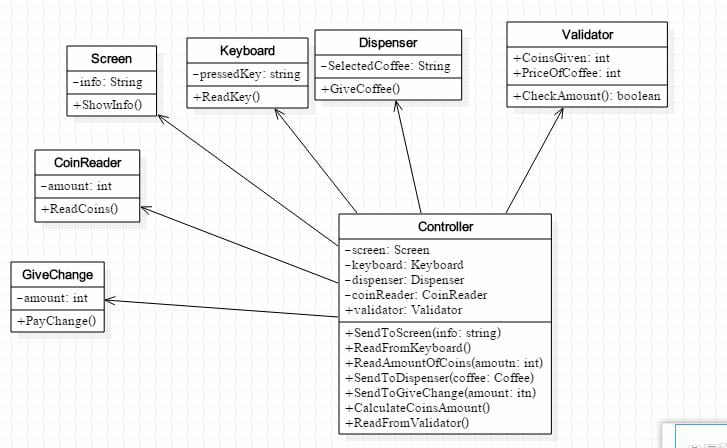 Screen
-info: String
+ShowInfo()
Keyboard
-pressedKey: string
+ReadKey()
Dispenser
-SelectedCoffee: String
+GiveCoffee()
Validator
+CoinsGiven: int
+PriceOfCoffee: int
+CheckAmount(): boolean
CoinReader
-amount: int
+ReadCoins()
GiveChange
-amount: int
+PayChange()
Controller
-screen: Screen
-keyboard: Keyboard
-dispenser: Dispenser
-coinReader: CoinReader
+validator: Validator
+SendToScreen(info: string)
+ReadFromKeyboard()
+ReadAmountOfCoins(amoutn: int)
+SendToDispenser(coffee: Coffee)
+SendToGiveChange(amount: itn)
+CalculateCoinsAmount()
+ReadFromValidator()